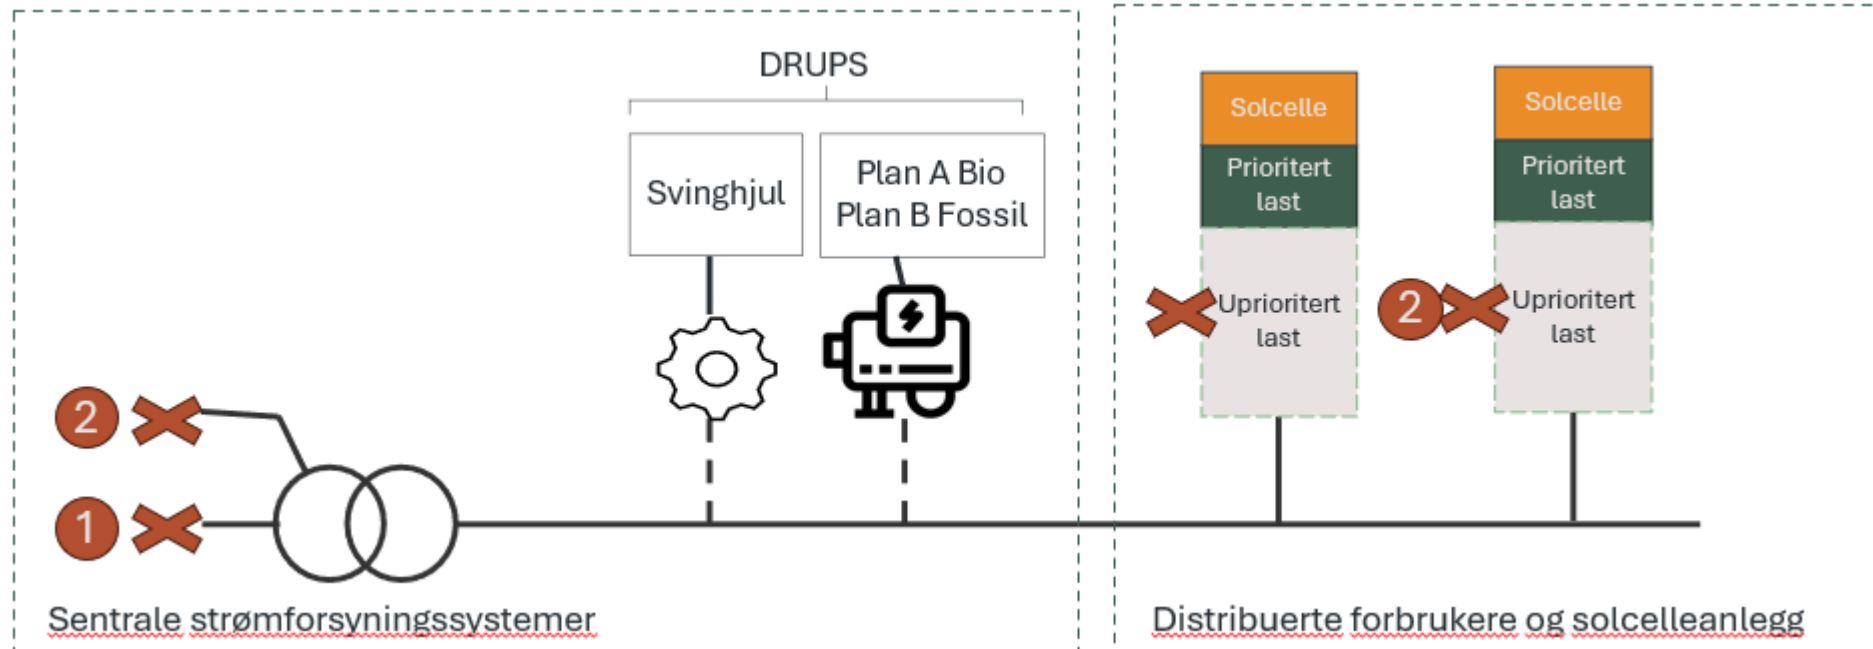 DRUPS
Svinghjul
Plan A Bio
Plan B Fossil
2
1
Sentrale strømforsyningssystemer
Solcelle
Prioritert
last
Uprioritert
last
Solcelle
Prioritert
last
2
Uprioritert
last
Distribuerte forbrukere og solcelleanlegg